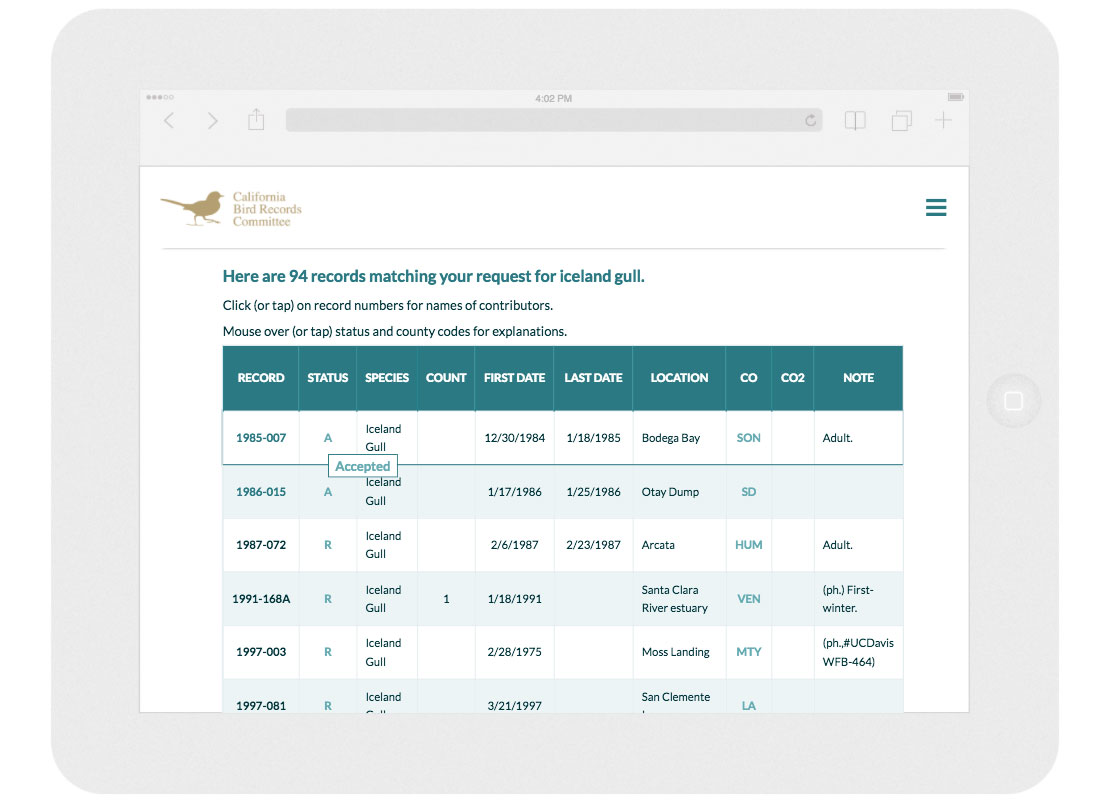 4:02 PM
California
Bird Records
Committee
Here are 94 records matching your request for iceland gull.
Click (or tap) on record numbers for names of contributors.
Mouse over (or tap) status and county codes for explanations.
RECORD STATUS SPECIES COUNT FIRST DATE LAST DATE LOCATION CO CO2 NOTE
1985-007 A Iceland Gull 12/30/1984 1/18/1985 Bodega Bay SON Adult.
Accepted
1986-015 A Iceland Gull 1/17/1986 1/25/1986 Otay Dump SD
1987-072 R Iceland Gull 2/6/1987 2/23/1987 Arcata HUM Adult.
1991-168A R Iceland Gull 1 1/18/1991 Santa Clara River estuary VEN (ph.) First-winter.
1997-003 R Iceland Gull 2/28/1975 Moss Landing MTY (ph.,#UCDavis WFB-464)
1997-081 R Iceland 3/21/1997 San Clemente LA